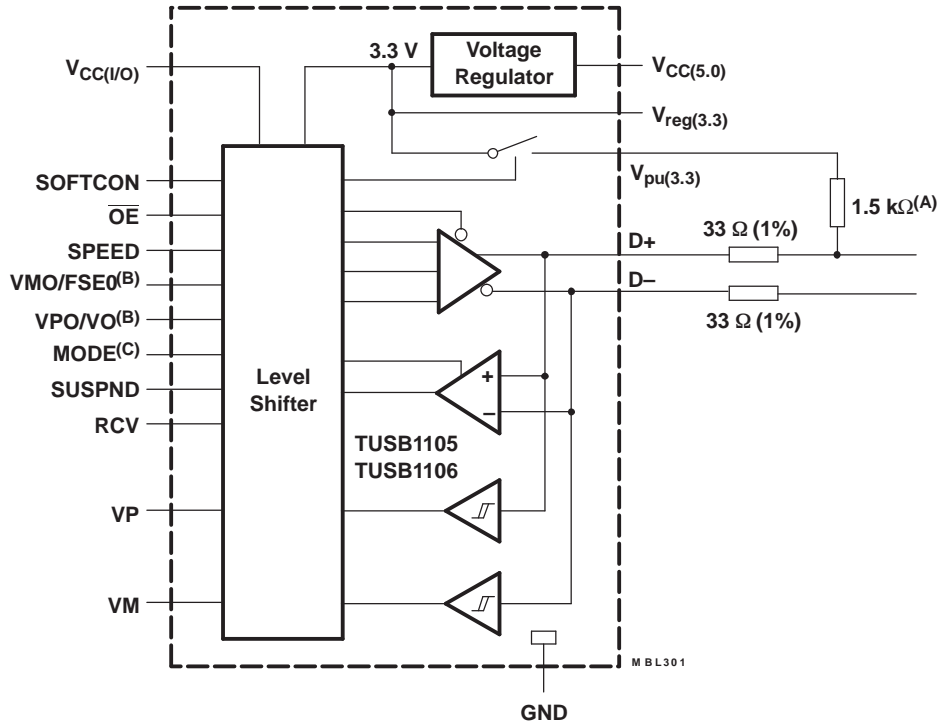 3.3 V
Voltage
Regulator
VCC(I/O)
VCC(5.0)
Vreg(3.3)
Vpu(3.3)
SOFTCON
1.5 kΩ(A)
OE
33 Ω (1%)
SPEED
D+
VMO/FSE0(B)
D–
VPO/VO(B)
33 Ω (1%)
MODE(C)
SUSPND
Level
Shifter
+
–
RCV
TUSB1105
TUSB1106
VP
VM
MBL301
GND